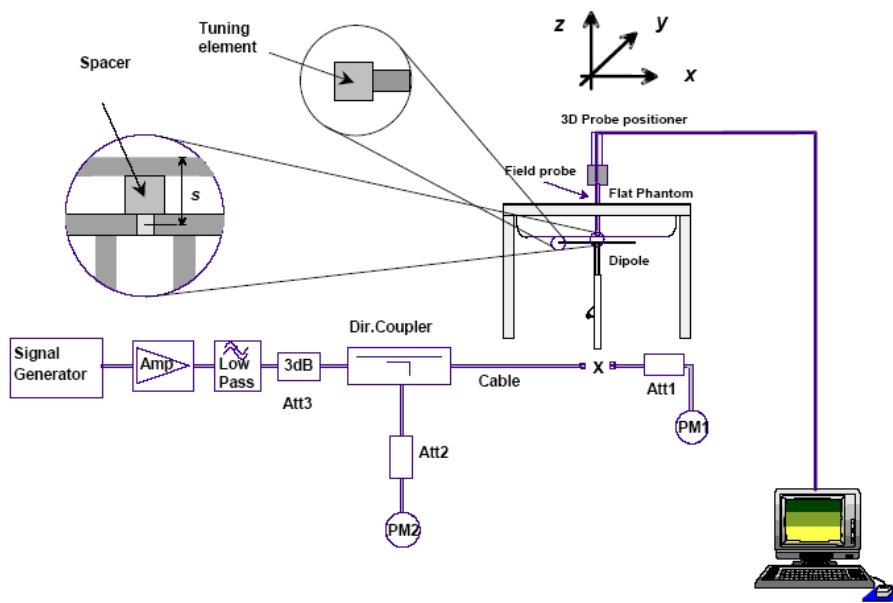 Tuning
element
Spacer
s
z
y
x
3D Probe positioner
Field probe
Flat Phantom
Dipole
Dir.Coupler
Signal
Generator
Amp
Low
Pass
3dB
Att3
Cable
X
Att1
PM1
Att2
PM2